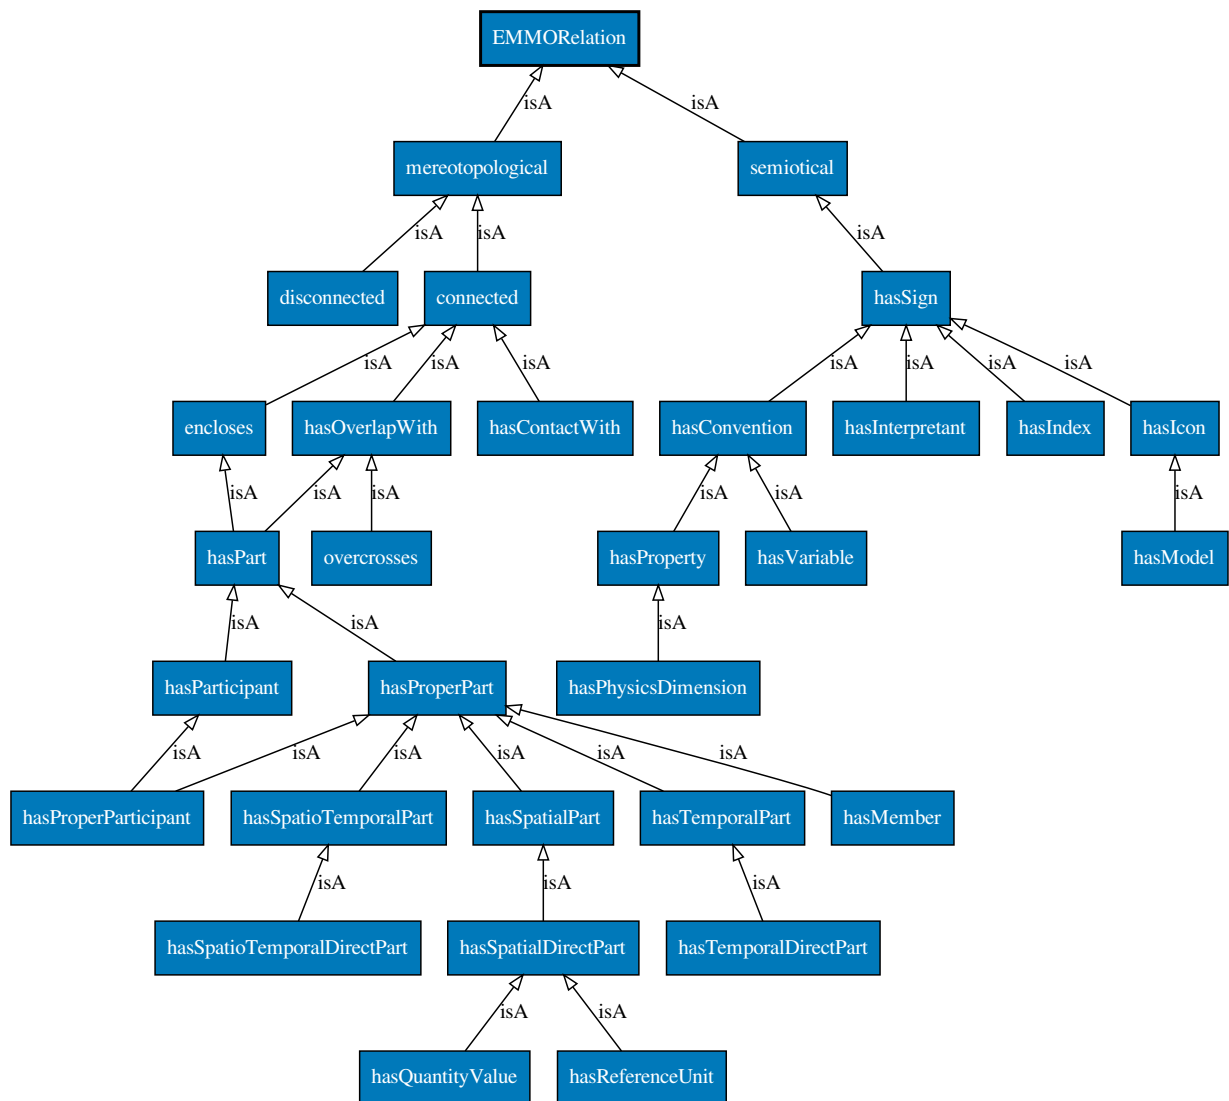 EMMORelation
isA isA
mereotopological semiotical
isA isA isA
disconnected connected hasSign
isA isA isA isA isA isA
encloses hasOverlapWith hasContactWith hasConvention hasInterpretant hasIndex hasIcon
isA isA isA isA isA isA
hasPart overcrosses hasProperty hasVariable hasModel
isA isA isA
hasParticipant hasProperPart hasPhysicsDimension
isA isA isA isA isA isA
hasProperParticipant hasSpatioTemporalPart hasSpatialPart hasTemporalPart hasMember
isA isA isA
hasSpatioTemporalDirectPart hasSpatialDirectPart hasTemporalDirectPart
isA isA
hasQuantityValue hasReferenceUnit